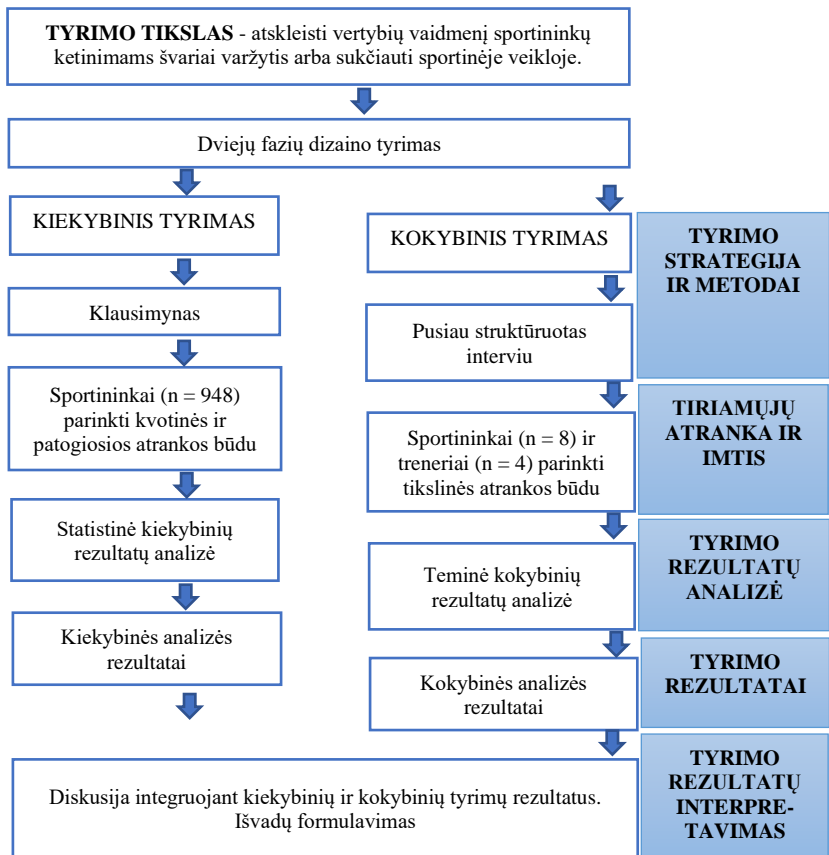 TYRIMO TIKSLAS - atskleisti vertybių vaidmenį sportininkų
ketinimams švariai varžytis arba sukčiauti sportinėje veikloje.
Dviejų fazių dizaino tyrimas
KIEKYBINIS TYRIMAS
Klausimynas
Sportininkai (n = 948)
parinkti kvotinės ir
patogiosios atrankos būdu
Statistinė kiekybinių
rezultatų analizė
Kiekybinės analizės
rezultatai
KOKYBINIS TYRIMAS
Pusiau struktūruotas
interviu
Sportininkai (n = 8) ir
treneriai (n = 4) parinkti
tikslinės atrankos būdu
Teminė kokybinių
rezultatų analizė
Kokybinės analizės
rezultatai
TYRIMO
STRATEGIJA
IR METODAI
TIRIAMŲJŲ
ATRANKA IR
IMTIS
TYRIMO
REZULTATŲ
ANALIZĖ
TYRIMO
REZULTATAI
TYRIMO
REZULTATŲ
INTERPRE-
TAVIMAS
Diskusija integruojant kiekybinių ir kokybinių tyrimų rezultatus.
Išvadų formulavimas